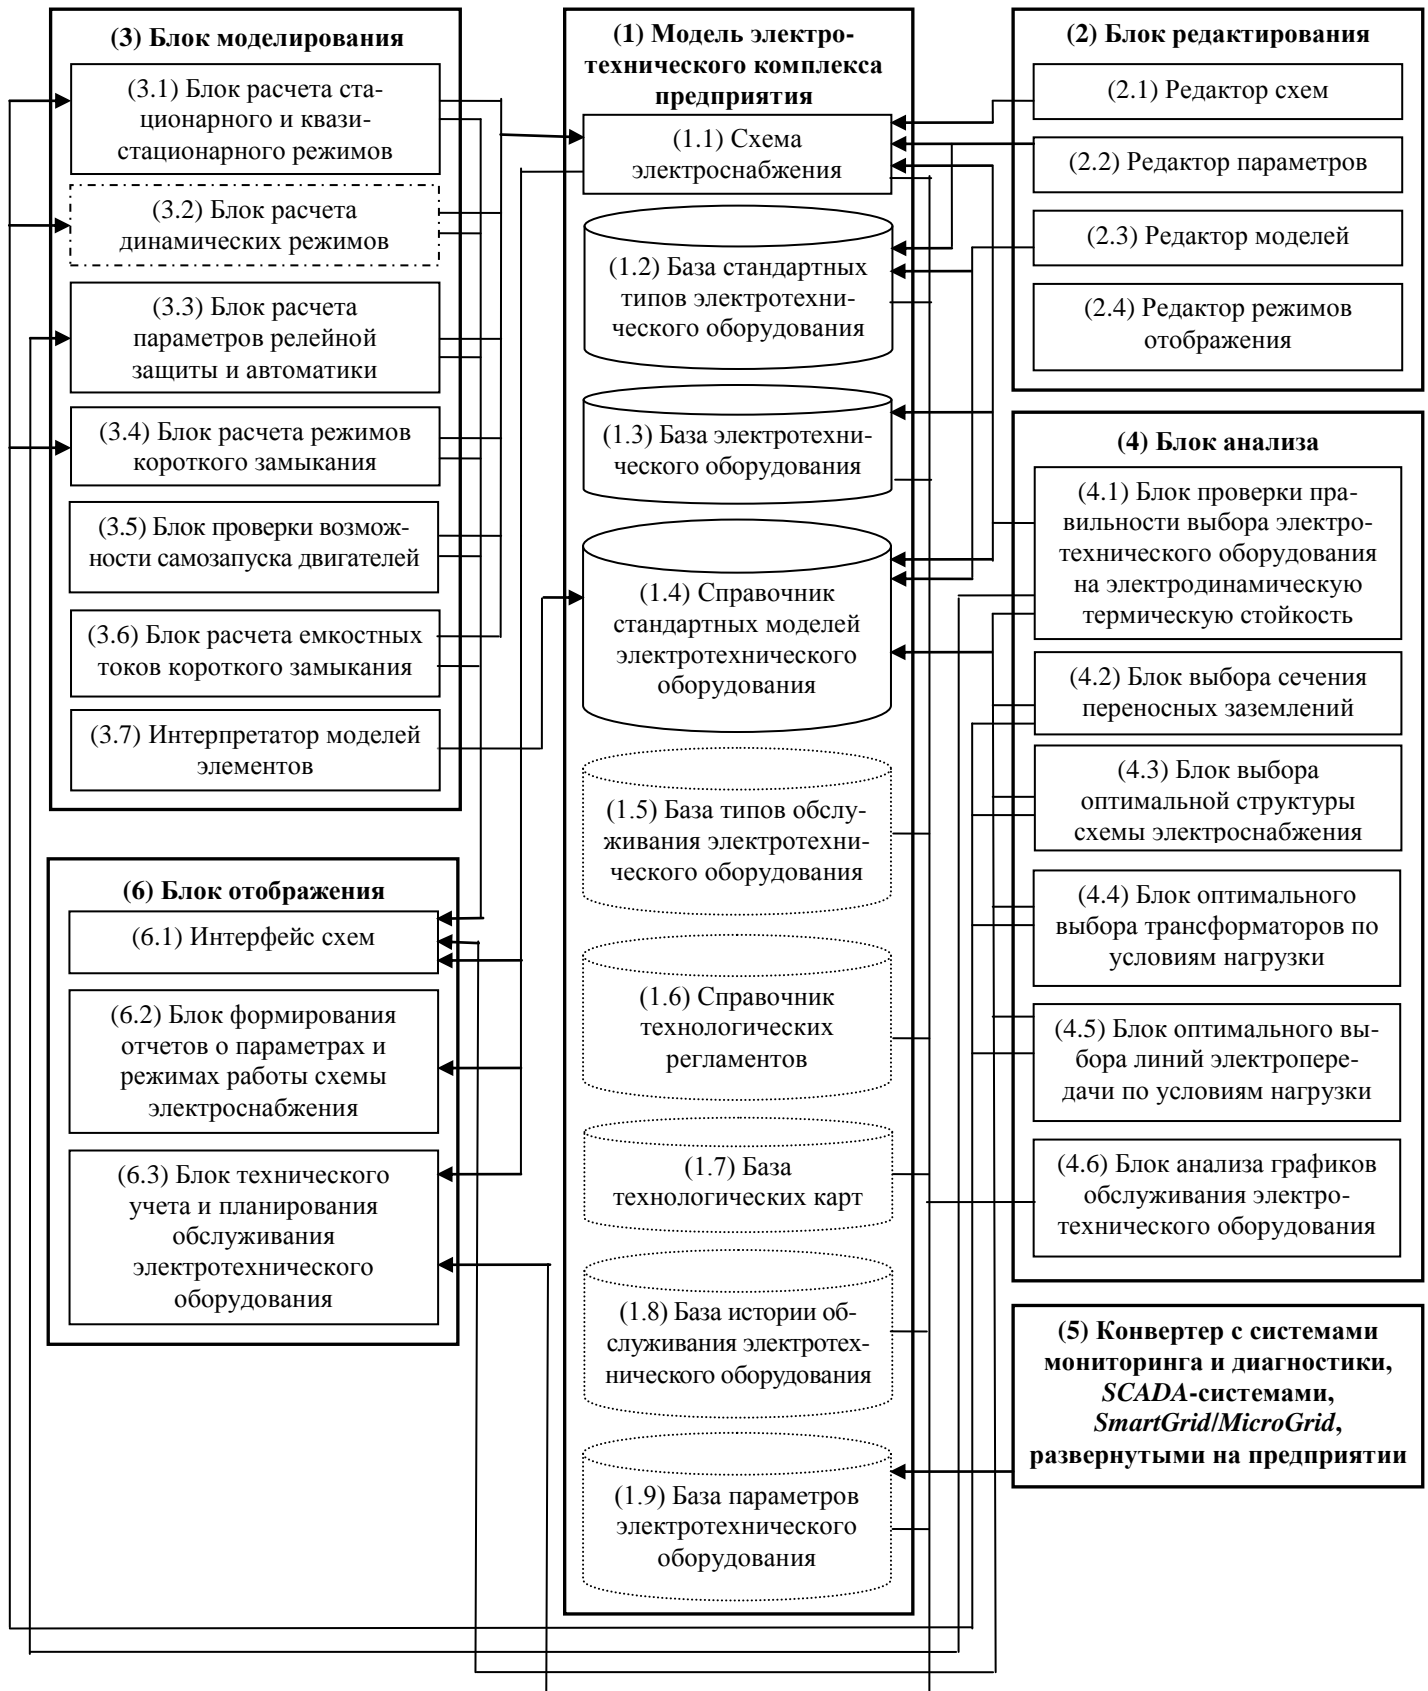 (3) Блок моделирования
(3.1) Блок расчета ста-
ционарного и квази-
стационарного режимов
(3.2) Блок расчета
динамических режимов
(3.3) Блок расчета
параметров релейной
защиты и автоматики
(3.4) Блок расчета режимов
короткого замыкания
(3.5) Блок проверки возмож-
ности самозапуска двигателей
(3.6) Блок расчета емкостных
токов короткого замыкания
(3.7) Интерпретатор моделей
элементов
(6) Блок отображения
(6.1) Интерфейс схем
(6.2) Блок формирования
отчетов о параметрах и
режимах работы схемы
электроснабжения
(6.3) Блок технического
учета и планирования
обслуживания
электротехнического
оборудования
(1) Модель электро-
технического комплекса
предприятия
(1.1) Схема
электроснабжения
(1.2) База стандартных
типов электротехни-
ческого оборудования
(1.3) База электротехни-
ческого оборудования
(1.4) Справочник
стандартных моделей
электротехнического
оборудования
(1.5) База типов обслу-
живания электротехни-
ческого оборудования
(1.6) Справочник
технологических
регламентов
(1.7) База
технологических карт
(1.8) База истории об-
служивания электротех-
нического оборудования
(1.9) База параметров
электротехнического
оборудования
(2) Блок редактирования
(2.1) Редактор схем
(2.2) Редактор параметров
(2.3) Редактор моделей
(2.4) Редактор режимов
отображения
(4) Блок анализа
(4.1) Блок проверки пра-
вильности выбора электро-
технического оборудования
на электродинамическую
термическую стойкость
(4.2) Блок выбора сечения
переносных заземлений
(4.3) Блок выбора
оптимальной структуры
схемы электроснабжения
(4.4) Блок оптимального
выбора трансформаторов по
условиям нагрузки
(4.5) Блок оптимального вы-
бора линий электропере-
дачи по условиям нагрузки
(4.6) Блок анализа графиков
обслуживания электро-
технического оборудования
(5) Конвертер с системами
мониторинга и диагностики,
SCADA-системами,
SmartGrid/MicroGrid,
развернутыми на предприятии